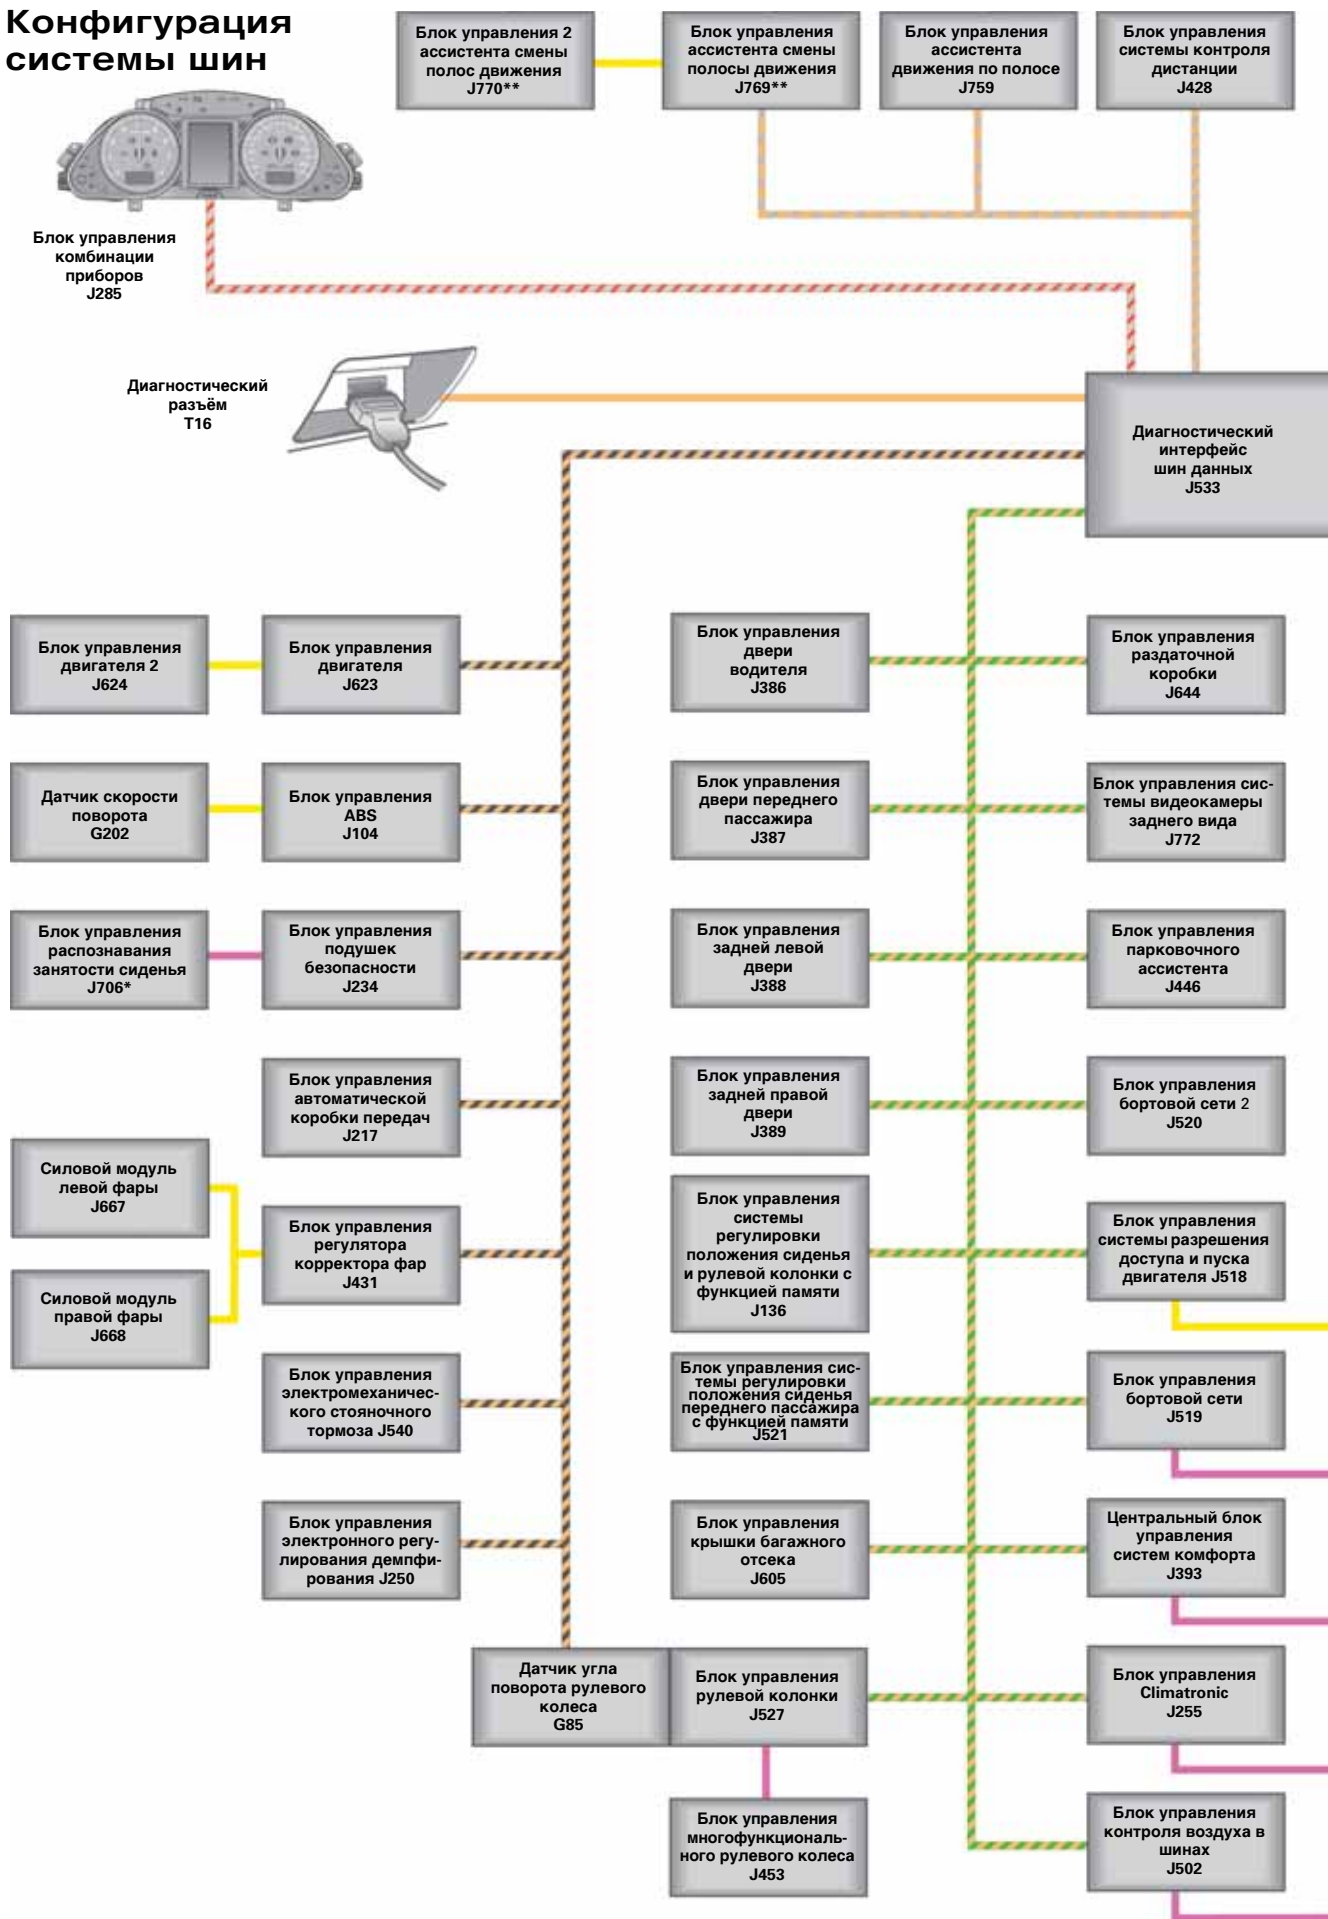 Конфигурация
системы шин
Блок управления 2
ассистента смены
полос движения
J770**
Блок управления
ассистента смены
полосы движения
J769**
Блок управления
ассистента
движения по полосе
J759
Блок управления
системы контроля
дистанции
J428
Блок управления
комбинации
приборов
J285
Диагностический
разъём
T16
Диагностический
интерфейс
шин данных
J533
Блок управления
двигателя 2
J624
Блок управления
двигателя
J623
Блок управления
двери
водителя
J386
Блок управления
раздаточной
коробки
J644
Датчик скорости
поворота
G202
Блок управления
ABS
J104
Блок управления
двери переднего
пассажира
J387
Блок управления сис-
темы видеокамеры
заднего вида
J772
Блок управления
распознавания
занятости сиденья
J706*
Блок управления
подушек
безопасности
J234
Блок управления
задней левой
двери
J388
Блок управления
парковочного
ассистента
J446
Блок управления
автоматической
коробки передач
J217
Блок управления
задней правой
двери
J389
Блок управления
бортовой сети 2
J520
Силовой модуль
левой фары
J667
Силовой модуль
правой фары
J668
Блок управления
регулятора
корректора фар
J431
Блок управления
системы
регулировки
положения сиденья
и рулевой колонки с
функцией памяти
J136
Блок управления
системы разрешения
доступа и пуска
двигателя J518
Блок управления
электромеханичес-
кого стояночного
тормоза J540
Блок управления сис-
темы регулировки
положения сиденья
переднего пассажира
с функцией памяти
J521
Блок управления
бортовой сети
J519
Блок управления
электронного регу-
лирования демпфи-
рования J250
Блок управления
крышки багажного
отсека
J605
Центральный блок
управления
систем комфорта
J393
Датчик угла
поворота рулевого
колеса
G85
Блок управления
рулевой колонки
J527
Блок управления
Climatronic
J255
Блок управления
многофункциональ-
ного рулевого колеса
J453
Блок управления
контроля воздуха в
шинах
J502